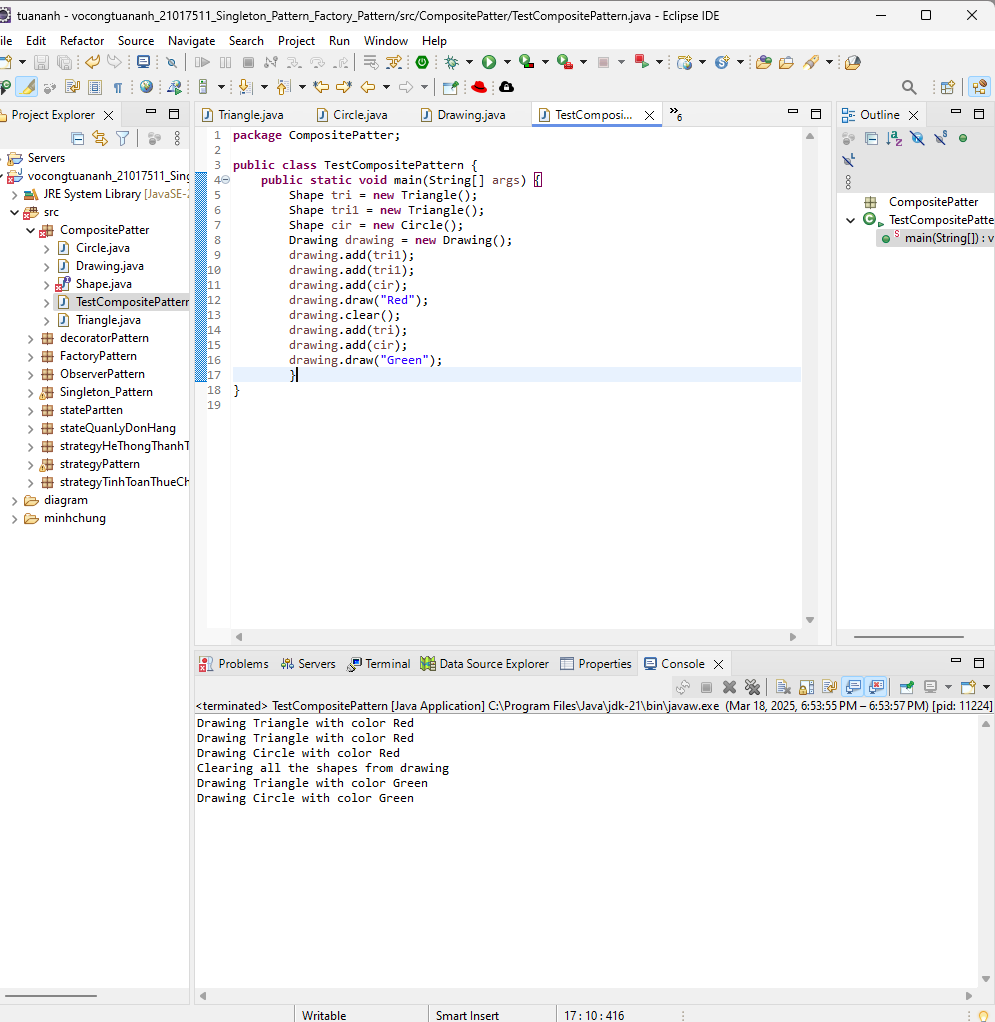 tuananh - vocongtuananh_21017511_Singleton_Pattern_Factory_Pattern/src/CompositePatter/TestCompositePattern.java - Eclipse IDE
ile Edit Refactor Source Navigate Search Project Run Window Help
Project Explorer
Servers
vocongtuananh_21017511_Sing
JRE System Library [JavaSE-
src
CompositePatter
Circle.java
Drawing.java
Shape.java
TestCompositePattern
Triangle.java
decoratorPattern
FactoryPattern
ObserverPattern
Singleton_Pattern
statePartten
stateQuanLyDonHang
strategyHeThongThanhT
strategyPattern
strategyTinhToanThueCh
diagram
minhchung
Triangle.java Circle.java Drawing.java TestComposi... »6
1 package CompositePatter;
2
3 public class TestCompositePattern {
4 public static void main(String[] args) {
5 Shape tri = new Triangle();
6 Shape tri1 = new Triangle();
7 Shape cir = new Circle();
8 Drawing drawing = new Drawing();
9 drawing.add(tri1);
10 drawing.add(tri1);
11 drawing.add(cir);
12 drawing.draw("Red");
13 drawing.clear();
14 drawing.add(tri);
15 drawing.add(cir);
16 drawing.draw("Green");
17 }
18 }
19
Outline
CompositePatter
TestCompositePatte
main(String[]) : v
Problems Servers Terminal Data Source Explorer Properties Console
<terminated> TestCompositePattern [Java Application] C:\Program Files\Java\jdk-21\bin\javaw.exe (Mar 18, 2025, 6:53:55 PM – 6:53:57 PM) [pid: 11224]
Drawing Triangle with color Red
Drawing Triangle with color Red
Drawing Circle with color Red
Clearing all the shapes from drawing
Drawing Triangle with color Green
Drawing Circle with color Green
Writable Smart Insert 17 : 10 : 416